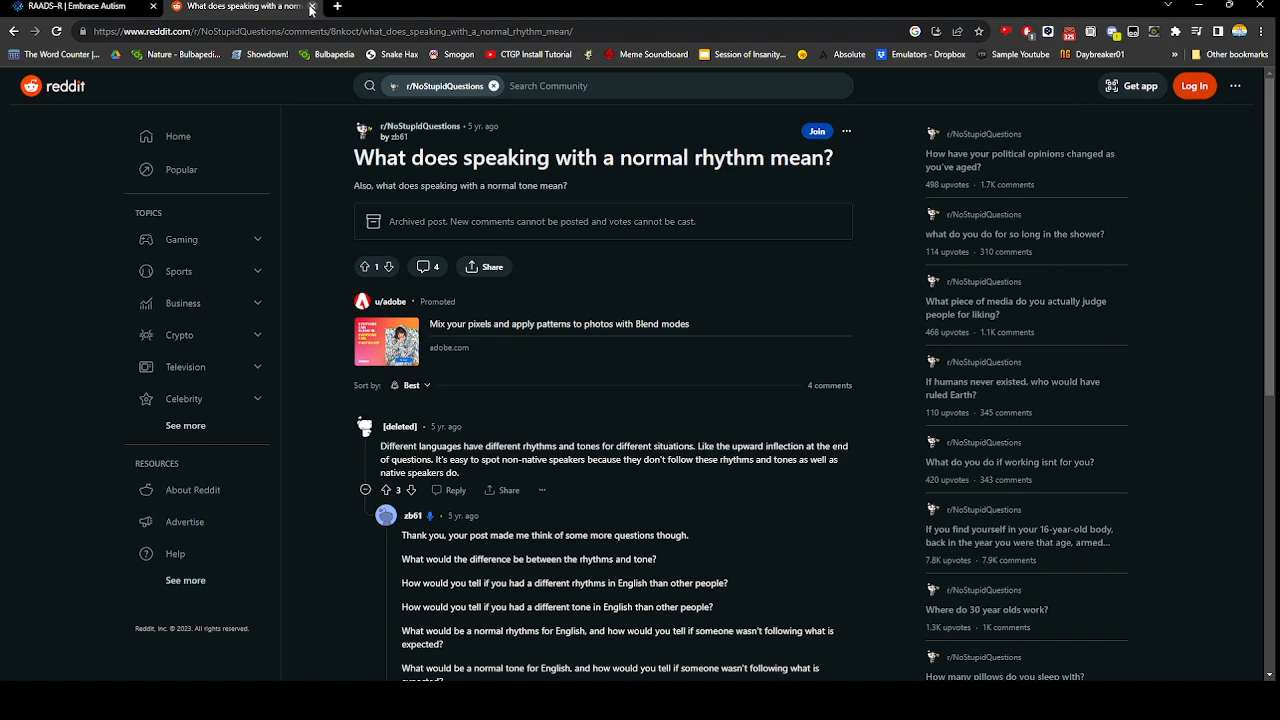 RAADS-R | Embrace Autism
What does speaking with a norm
https://www.reddit.com/r/NoStupidQuestions/comments/8nkoct/what_does_speaking_with_a_normal_rhythm_mean/
The Word Counter |... Nature - Bulbapedi... Showdown! Bulbapedia Snake Hax Smogon CTGP Install Tutorial Meme Soundboard Session of Insanity... Absolute Emulators - Dropbox Sample Youtube Daybreaker01 » Other bookmarks
reddit
r/NoStupidQuestions Search Community
Get app
Log In
Home
Popular
TOPICS
Gaming
Sports
Business
Crypto
Television
Celebrity
See more
RESOURCES
About Reddit
Advertise
Help
See more
Reddit, Inc. © 2023. All rights reserved.
r/NoStupidQuestions • 5 yr. ago
by zb61
Join
What does speaking with a normal rhythm mean?
Also, what does speaking with a normal tone mean?
Archived post. New comments cannot be posted and votes cannot be cast.
1 4 Share
u/adobe • Promoted
Mix your pixels and apply patterns to photos with Blend modes
adobe.com
Sort by: Best
4 comments
[deleted] • 5 yr. ago
Different languages have different rhythms and tones for different situations. Like the upward inflection at the end
of questions. It's easy to spot non-native speakers because they don't follow these rhythms and tones as well as
native speakers do.
3 Reply Share
zb61 • 5 yr. ago
Thank you, your post made me think of some more questions though.
What would the difference be between the rhythms and tone?
How would you tell if you had a different rhythms in English than other people?
How would you tell if you had a different tone in English than other people?
What would be a normal rhythms for English, and how would you tell if someone wasn't following what is
expected?
What would be a normal tone for English, and how would you tell if someone wasn't following what is
expected?
r/NoStupidQuestions
How have your political opinions changed as
you've aged?
498 upvotes · 1.7K comments
r/NoStupidQuestions
what do you do for so long in the shower?
114 upvotes · 310 comments
r/NoStupidQuestions
What piece of media do you actually judge
people for liking?
468 upvotes · 1.1K comments
r/NoStupidQuestions
If humans never existed, who would have
ruled Earth?
110 upvotes · 345 comments
r/NoStupidQuestions
What do you do if working isnt for you?
420 upvotes · 343 comments
r/NoStupidQuestions
If you find yourself in your 16-year-old body,
back in the year you were that age, armed...
7.8K upvotes · 7.9K comments
r/NoStupidQuestions
Where do 30 year olds work?
1.3K upvotes · 1K comments
r/NoStupidQuestions
How many pillows do you sleep with?